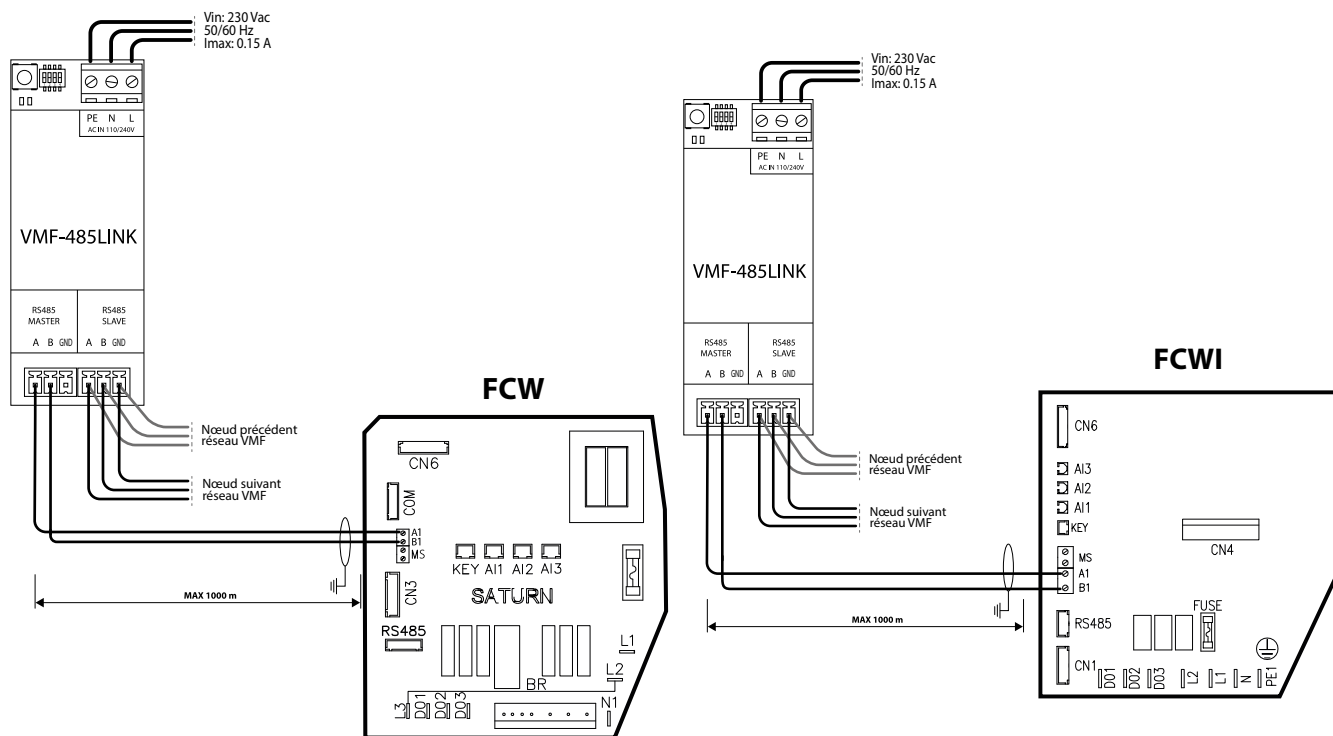 Vin: 230 Vac
50/60 Hz
Imax: 0.15 A
PE N L
AC IN 110/240V
VMF-485LINK
RS485
MASTER
RS485
SLAVE
A B GND A B GND
Nœud précédent
réseau VMF
Nœud suivant
réseau VMF
MAX 1000 m
FCW
CN6
COM
A1
B1
MS
KEY AI1 AI2 AI3
CN3
SATURN
RS485
L1
BR
L2
L3
DO1
DO2
DO3
N1
Vin: 230 Vac
50/60 Hz
Imax: 0.15 A
PE N L
AC IN 110/240V
VMF-485LINK
RS485
MASTER
RS485
SLAVE
A B GND A B GND
Nœud précédent
réseau VMF
Nœud suivant
réseau VMF
MAX 1000 m
FCWI
CN6
AI3
AI2
AI1
KEY
CN4
MS
A1
B1
FUSE
RS485
CN1
DO1
DO2
DO3
L2
L1
N
PE1